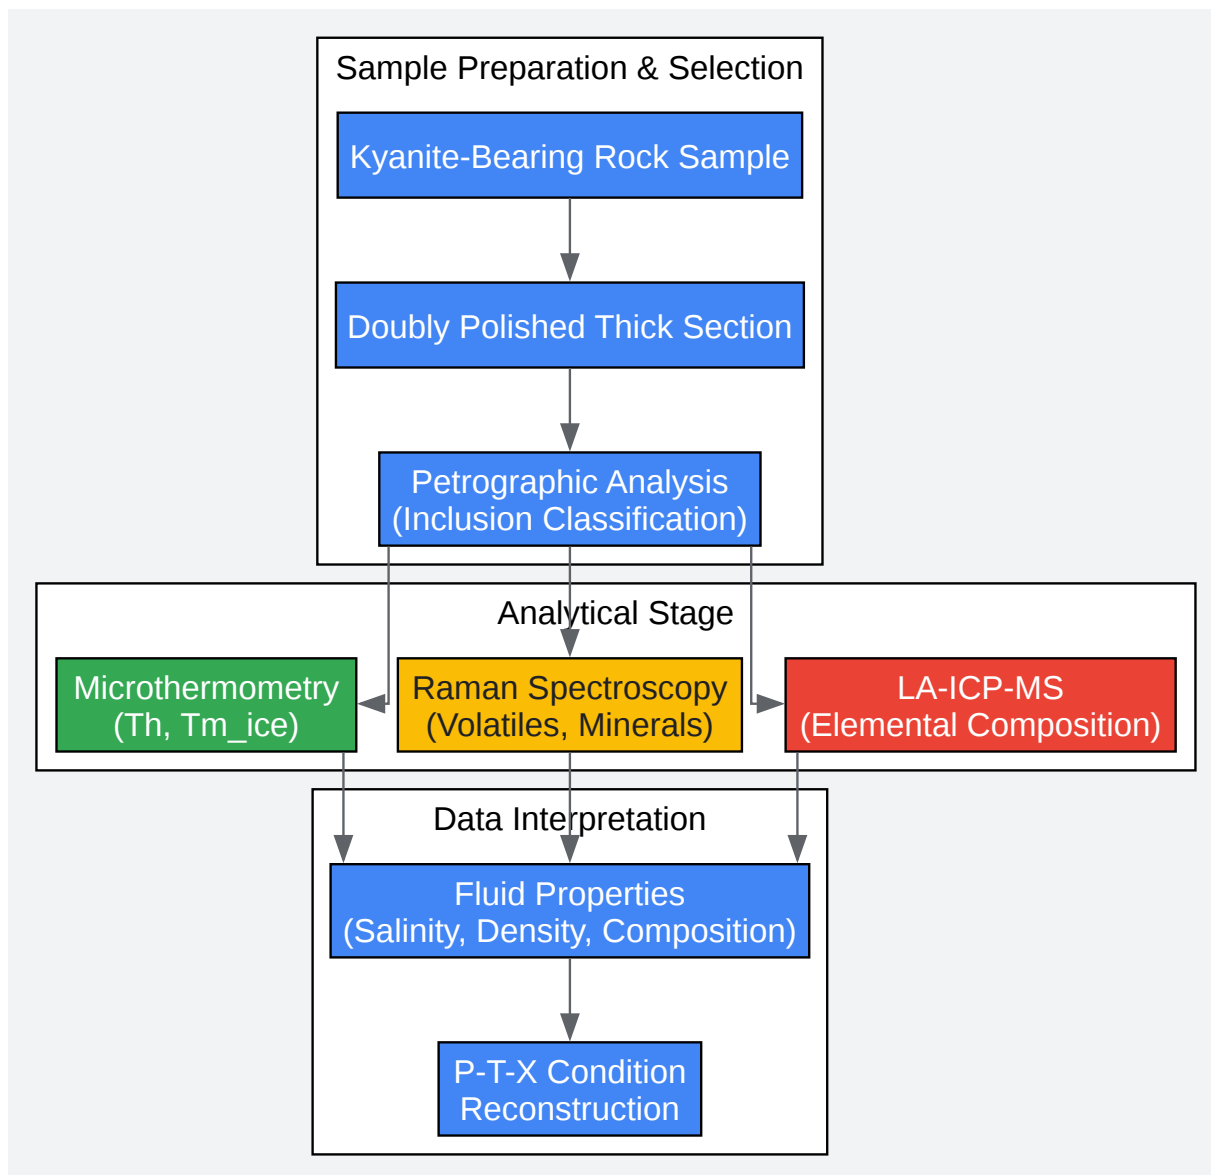 Sample Preparation & Selection
Kyanite-Bearing Rock Sample
Doubly Polished Thick Section
Petrographic Analysis
(Inclusion Classification)
Analytical Stage
Microthermometry
(Th, Tm_ice)
Raman Spectroscopy
(Volatiles, Minerals)
LA-ICP-MS
(Elemental Composition)
Data Interpretation
Fluid Properties
(Salinity, Density, Composition)
P-T-X Condition
Reconstruction